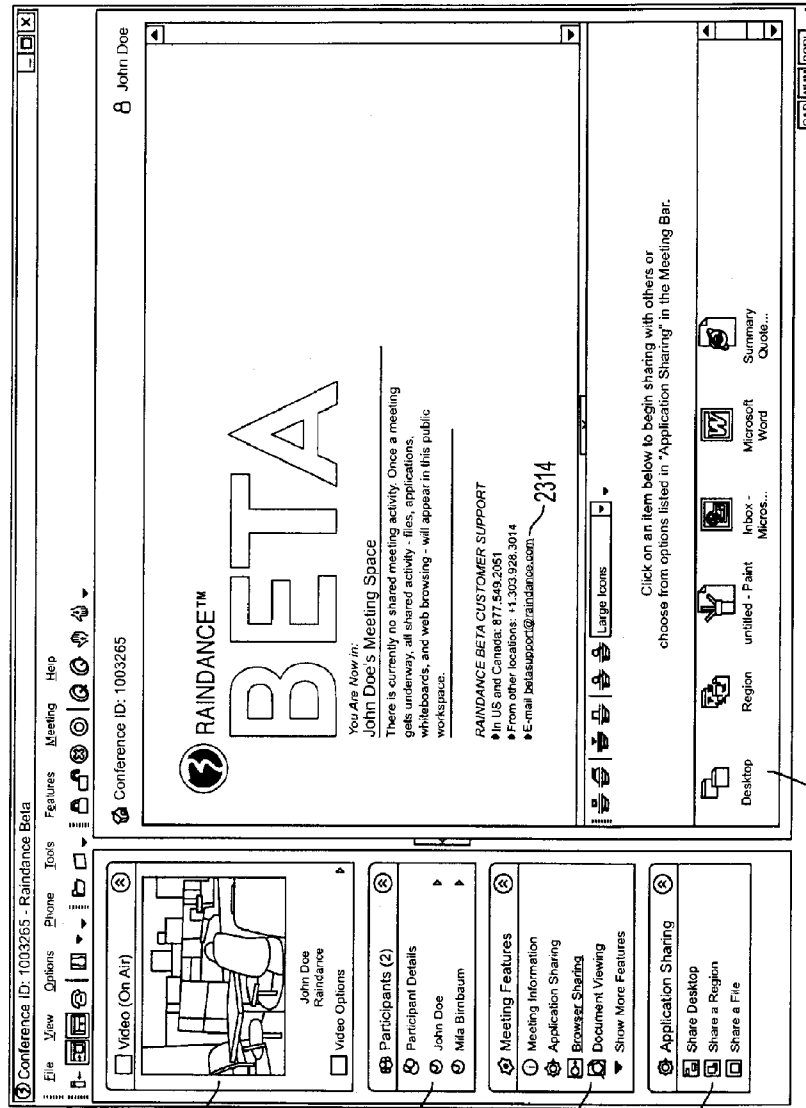 Conference ID: 1003265 - Raindance Beta
File View Options Phone Tools Features Meeting Help
Video (On Air)
John Doe
Raindance
Video Options
Participants (2)
Participant Details
John Doe
Mila Birnbaum
Meeting Features
Meeting Information
Application Sharing
Browser Sharing
Document Viewing
Show More Features
Application Sharing
Share Desktop
Share a Region
Share a File
Conference ID: 1003265
John Doe
RAINDANCE™
BETA
You Are Now in:
John Doe's Meeting Space
There is currently no shared meeting activity. Once a meeting
gets underway, all shared activity - files, applications,
whiteboards, and web browsing - will appear in this public
workspace.
RAINDANCE BETA CUSTOMER SUPPORT
In US and Canada: 877.549.2051
From other locations: +1.303.928.3014
E-mail betasupport@raindance.com
2314
Large Icons
Click on an item below to begin sharing with others or
choose from options listed in "Application Sharing" in the Meeting Bar.
Desktop
Region
untitled - Paint
Inbox -
Micros...
Microsoft
Word
Summary
Quote...